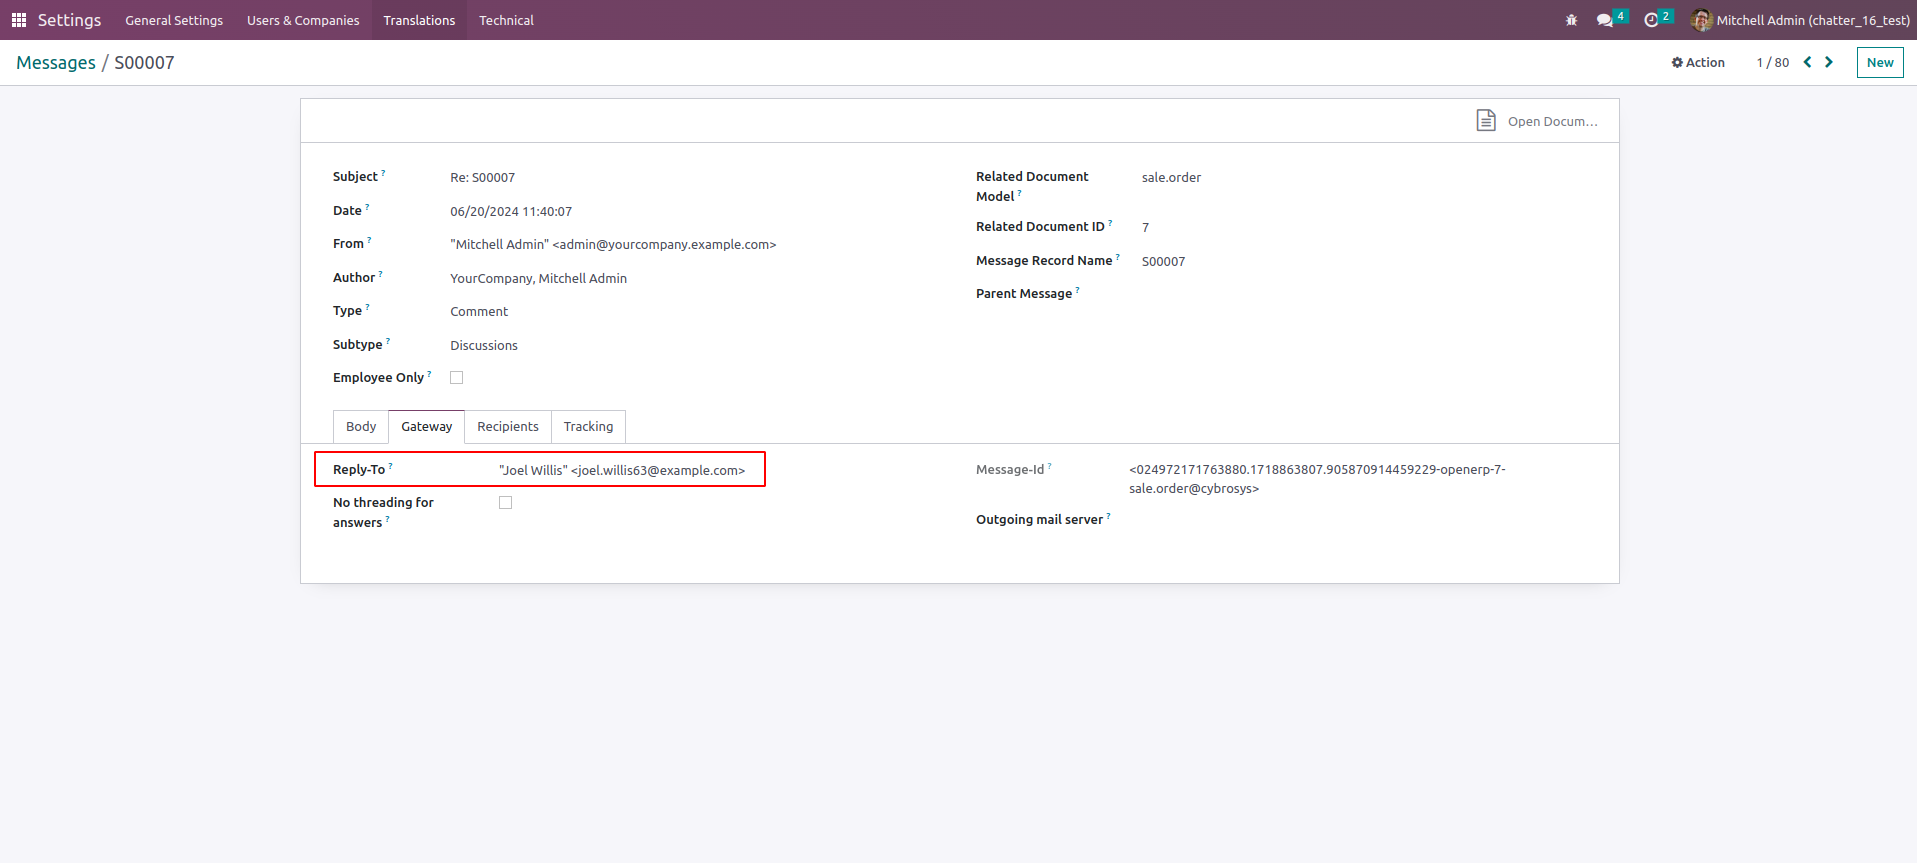 Settings General Settings Users & Companies Translations Technical 4 2 Mitchell Admin (chatter_16_test)
Messages / S00007 Action 1 / 80 New
Open Docum...
Subject ? Re: S00007
Date ? 06/20/2024 11:40:07
From ? "Mitchell Admin" <admin@yourcompany.example.com>
Author ? YourCompany, Mitchell Admin
Type ? Comment
Subtype ? Discussions
Employee Only ?
Related Document
Model ? sale.order
Related Document ID ? 7
Message Record Name ? S00007
Parent Message ?
Body Gateway Recipients Tracking
Reply-To ? "Joel Willis" <joel.willis63@example.com>
No threading for
answers ?
Message-Id ? <024972171763880.1718863807.905870914459229-openerp-7-
sale.order@cybrosys>
Outgoing mail server ?